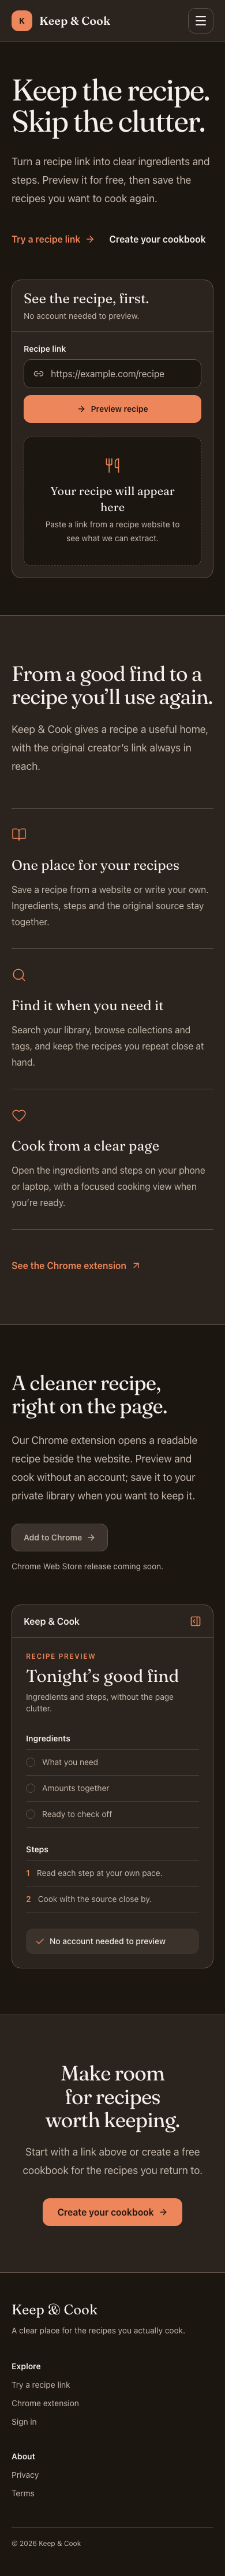 K
Keep & Cook
Keep the recipe.
Skip the clutter.
Turn a recipe link into clear ingredients and
steps. Preview it for free, then save the
recipes you want to cook again.
Try a recipe link → Create your cookbook
See the recipe, first.
No account needed to preview.
Recipe link
https://example.com/recipe
→ Preview recipe
Your recipe will appear
here
Paste a link from a recipe website to
see what we can extract.
From a good find to a
recipe you’ll use again.
Keep & Cook gives a recipe a useful home,
with the original creator’s link always in
reach.
One place for your recipes
Save a recipe from a website or write your own.
Ingredients, steps and the original source stay
together.
Find it when you need it
Search your library, browse collections and
tags, and keep the recipes you repeat close at
hand.
Cook from a clear page
Open the ingredients and steps on your phone
or laptop, with a focused cooking view when
you’re ready.
See the Chrome extension ↗
A cleaner recipe,
right on the page.
Our Chrome extension opens a readable
recipe beside the website. Preview and
cook without an account; save it to your
private library when you want to keep it.
Add to Chrome →
Chrome Web Store release coming soon.
Keep & Cook
RECIPE PREVIEW
Tonight’s good find
Ingredients and steps, without the page
clutter.
Ingredients
What you need
Amounts together
Ready to check off
Steps
1 Read each step at your own pace.
2 Cook with the source close by.
No account needed to preview
Make room
for recipes
worth keeping.
Start with a link above or create a free
cookbook for the recipes you return to.
Create your cookbook →
Keep & Cook
A clear place for the recipes you actually cook.
Explore
Try a recipe link
Chrome extension
Sign in
About
Privacy
Terms
© 2026 Keep & Cook